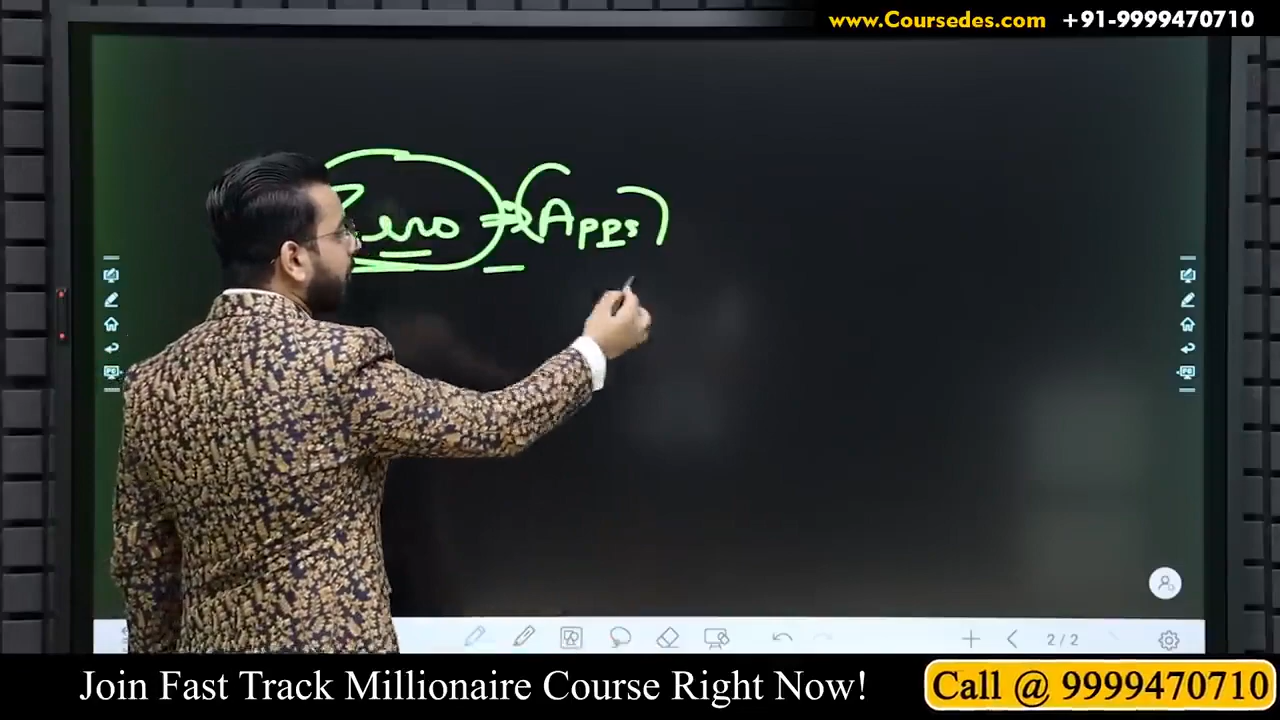 www.Coursedes.com +91-9999470710
Zero ⇒ (Apps)
2/2
Join Fast Track Millionaire Course Right Now!
Call @ 9999470710